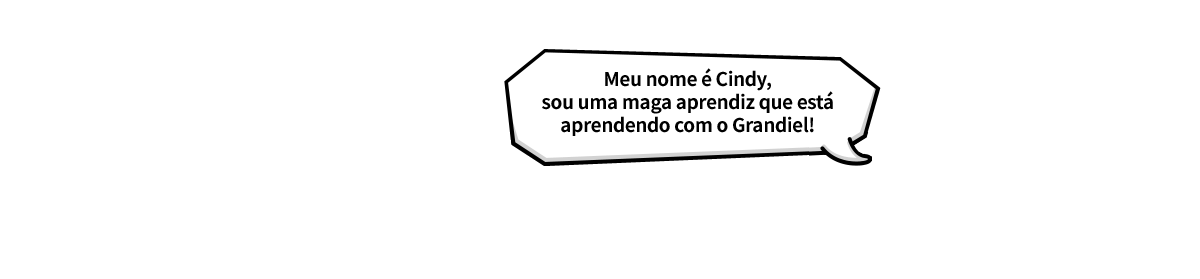 Meu nome é Cindy,
sou uma maga aprendiz que está
aprendendo com o Grandiel!